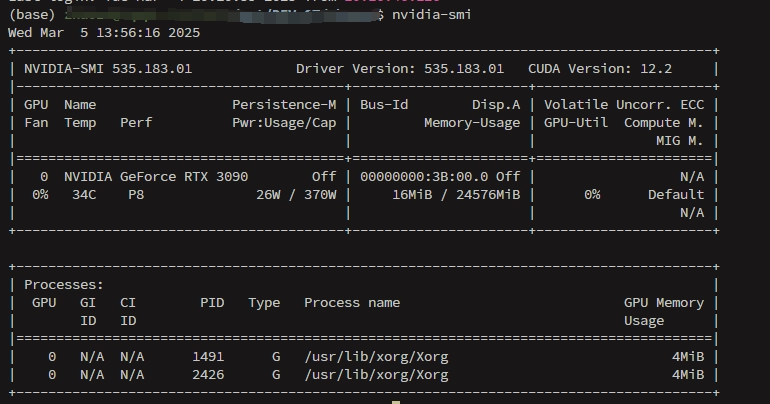 (base) $ nvidia-smi
Wed Mar 5 13:56:16 2025
+---------------------------------------------------------------------------------------+
| NVIDIA-SMI 535.183.01 Driver Version: 535.183.01 CUDA Version: 12.2 |
|-----------------------------------------+----------------------+----------------------+
| GPU Name Persistence-M | Bus-Id Disp.A | Volatile Uncorr. ECC |
| Fan Temp Perf Pwr:Usage/Cap | Memory-Usage | GPU-Util Compute M. |
| | | MIG M. |
|=========================================+======================+======================|
| 0 NVIDIA GeForce RTX 3090 Off | 00000000:3B:00.0 Off | N/A |
| 0% 34C P8 26W / 370W | 16MiB / 24576MiB | 0% Default |
| | | N/A |
+-----------------------------------------+----------------------+----------------------+
+---------------------------------------------------------------------------------------+
| Processes: |
| GPU GI CI PID Type Process name GPU Memory |
| ID ID Usage |
|=======================================================================================|
| 0 N/A N/A 1491 G /usr/lib/xorg/Xorg 4MiB |
| 0 N/A N/A 2426 G /usr/lib/xorg/Xorg 4MiB |
+---------------------------------------------------------------------------------------+